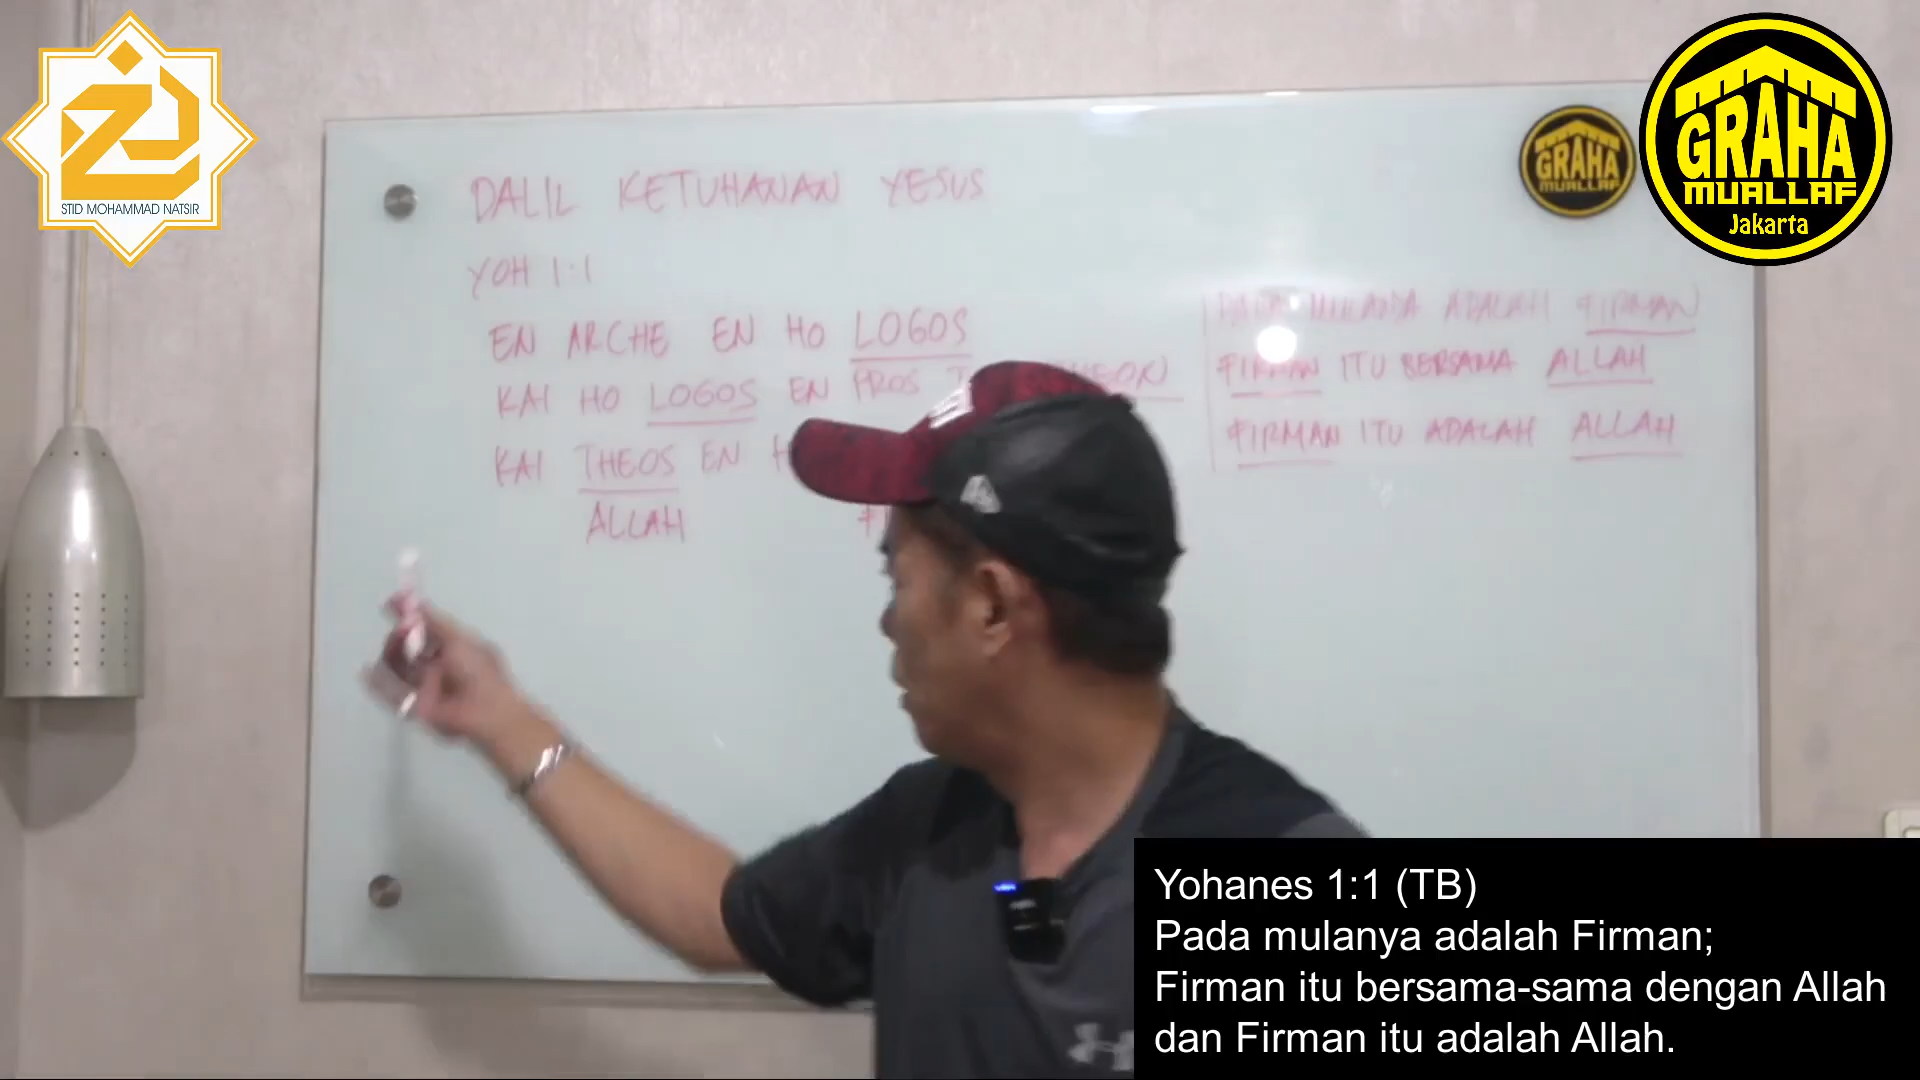 STID MOHAMMAD NATSIR
GRAHA
MUALLAF
Jakarta
GRAHA
MUALLAF
DALIL KETUHANAN YESUS
YOH 1:1
EN ARCHE EN HO LOGOS
KAI HO LOGOS EN PROS
KAI THEOS EN
ALLAH
ADALAH FIRMAN
FIRMAN ITU BERSAMA ALLAH
FIRMAN ITU ADALAH ALLAH
Yohanes 1:1 (TB)
Pada mulanya adalah Firman;
Firman itu bersama-sama dengan Allah
dan Firman itu adalah Allah.